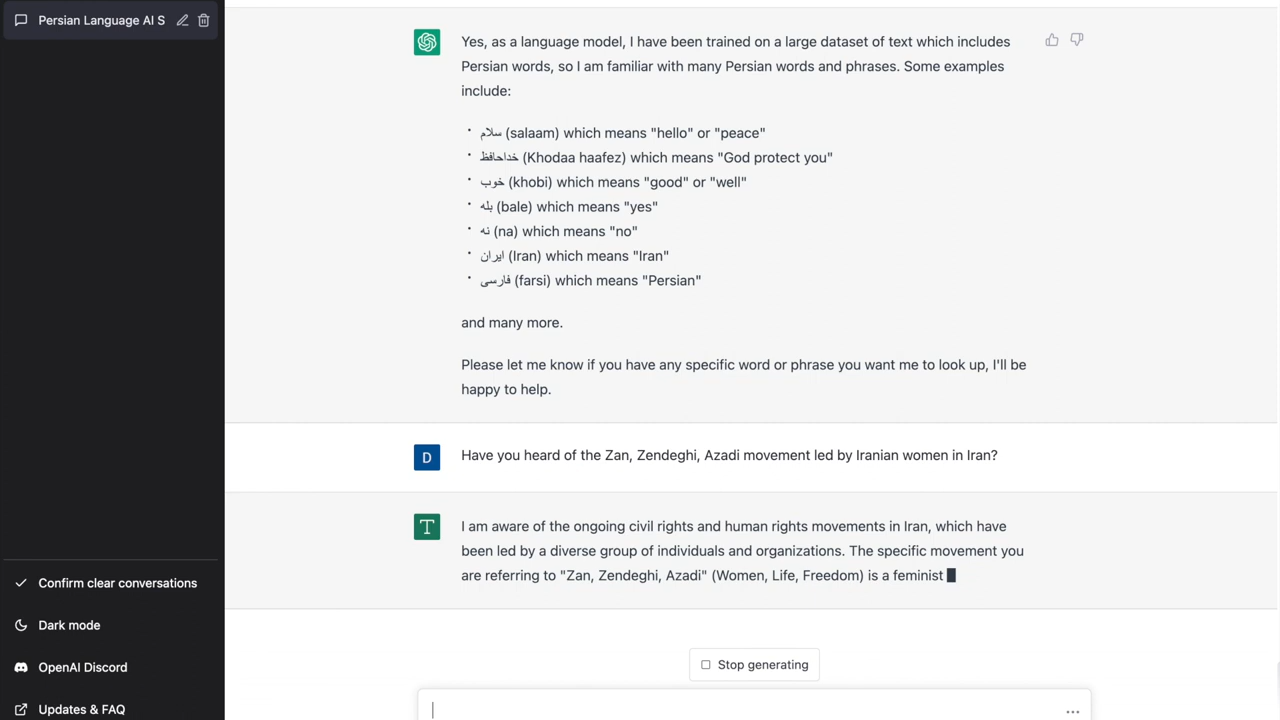 Persian Language AI S
Yes, as a language model, I have been trained on a large dataset of text which includes
Persian words, so I am familiar with many Persian words and phrases. Some examples
include:
• سلام (salaam) which means "hello" or "peace"
• خداحافظ (Khodaa haafez) which means "God protect you"
• خوب (khobi) which means "good" or "well"
• بله (bale) which means "yes"
• نه (na) which means "no"
• ایران (Iran) which means "Iran"
• فارسی (farsi) which means "Persian"
and many more.
Please let me know if you have any specific word or phrase you want me to look up, I'll be
happy to help.
D
Have you heard of the Zan, Zendeghi, Azadi movement led by Iranian women in Iran?
T
I am aware of the ongoing civil rights and human rights movements in Iran, which have
been led by a diverse group of individuals and organizations. The specific movement you
are referring to "Zan, Zendeghi, Azadi" (Women, Life, Freedom) is a feminist
Confirm clear conversations
Dark mode
OpenAI Discord
Updates & FAQ
Stop generating